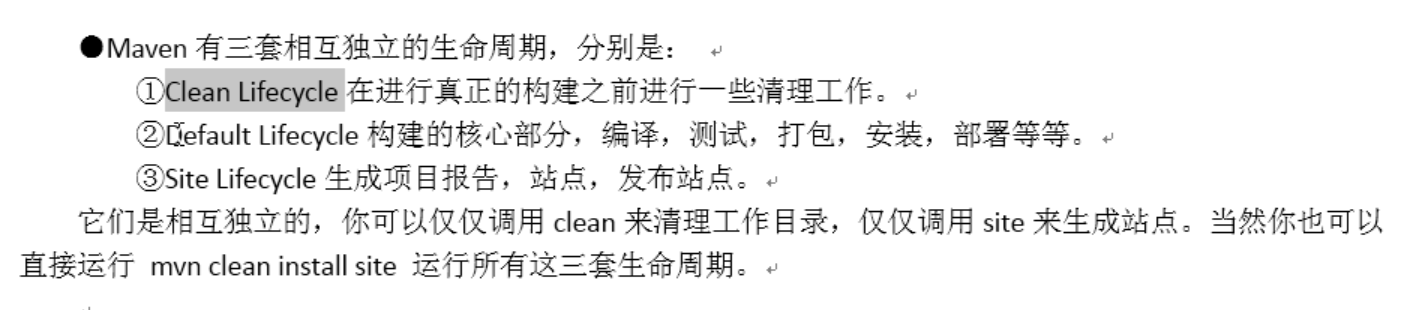 ●Maven 有三套相互独立的生命周期，分别是：
①Clean Lifecycle 在进行真正的构建之前进行一些清理工作。
②Default Lifecycle 构建的核心部分，编译，测试，打包，安装，部署等等。
③Site Lifecycle 生成项目报告，站点，发布站点。
它们是相互独立的，你可以仅仅调用 clean 来清理工作目录，仅仅调用 site 来生成站点。当然你也可以
直接运行 mvn clean install site 运行所有这三套生命周期。